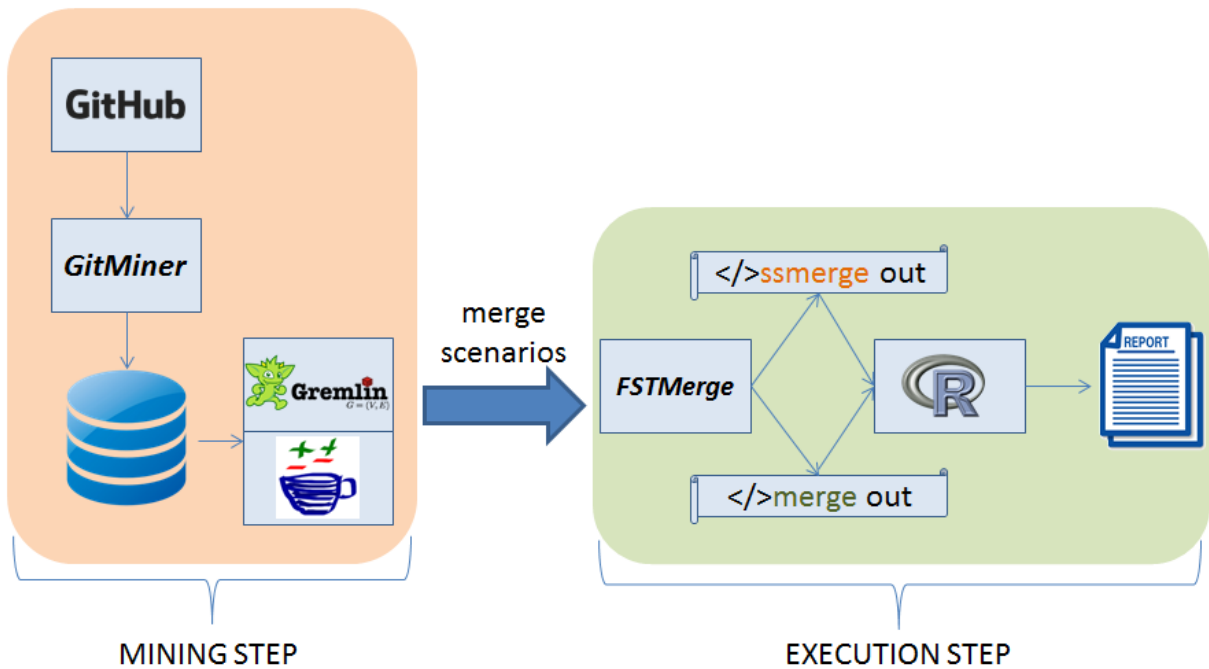 GitHub
GitMiner
Gremlin
G = (V, E)
merge
scenarios
</>ssmerge out
FSTMerge
R
REPORT
</>merge out
MINING STEP
EXECUTION STEP